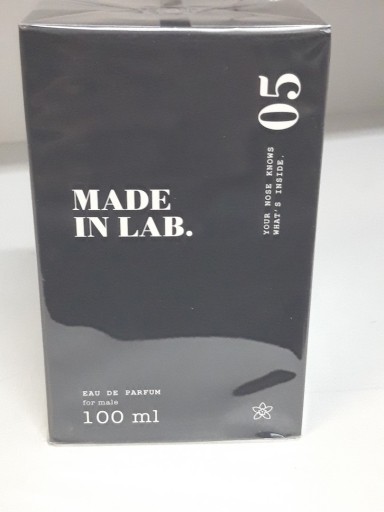 05
YOUR NOSE KNOWS
WHAT'S INSIDE.
MADE
IN LAB.
EAU DE PARFUM
for male
100 ml